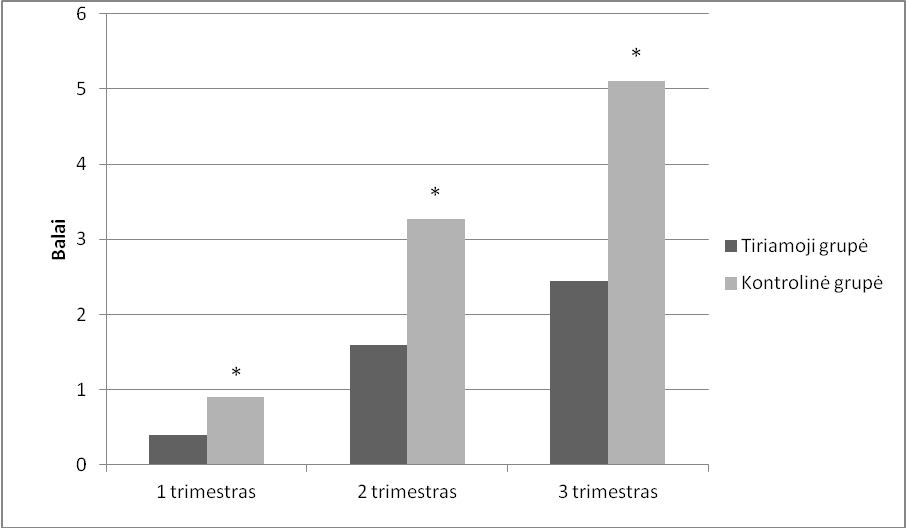 6
5
4
3
2
1
0
Balai
*
*
*
1 trimestras
2 trimestras
3 trimestras
Tiriamoji grupė
Kontrolinė grupė